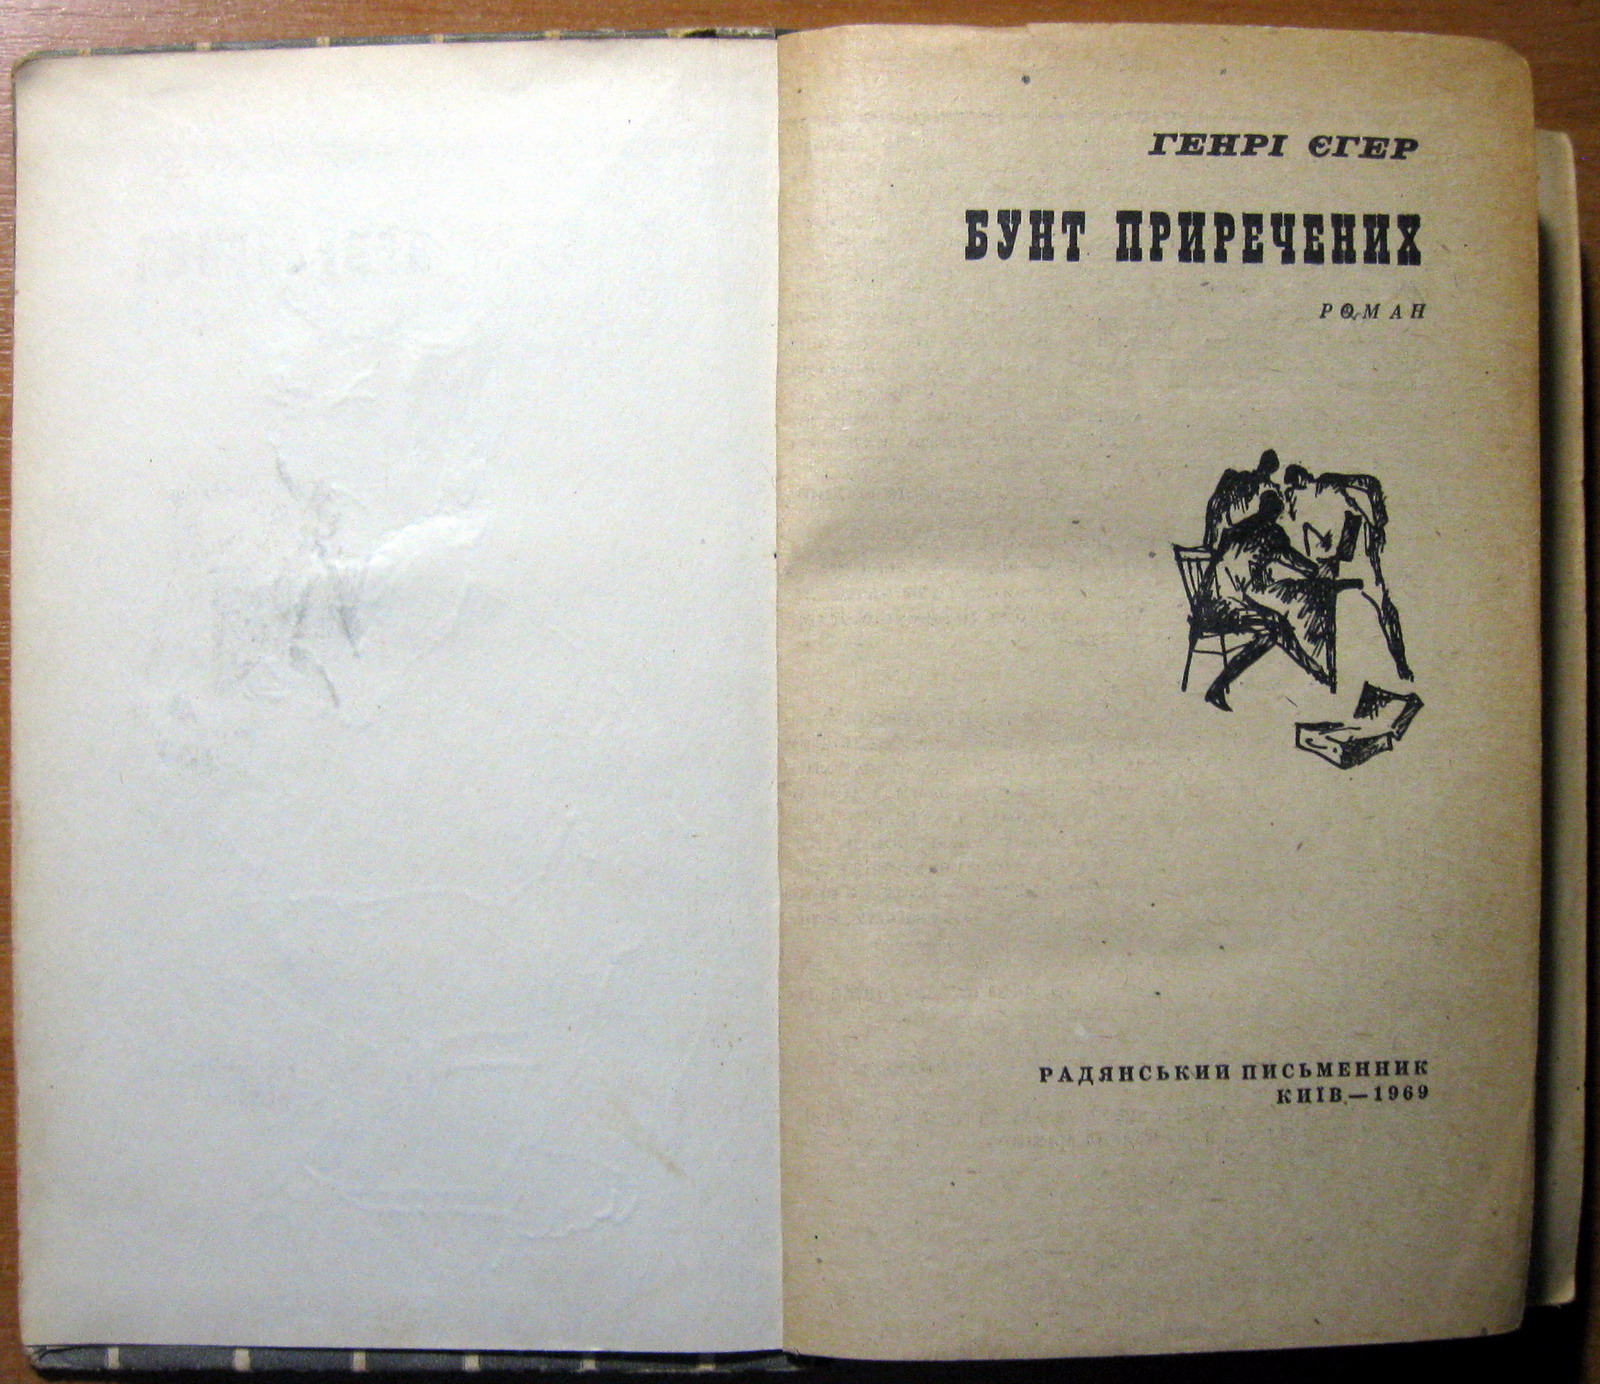 ГЕНРІ ЄГЕР
БУНТ ПРИРЕЧЕНИХ
РОМАН
РАДЯНСЬКИЙ ПИСЬМЕННИК
КИЇВ—1969